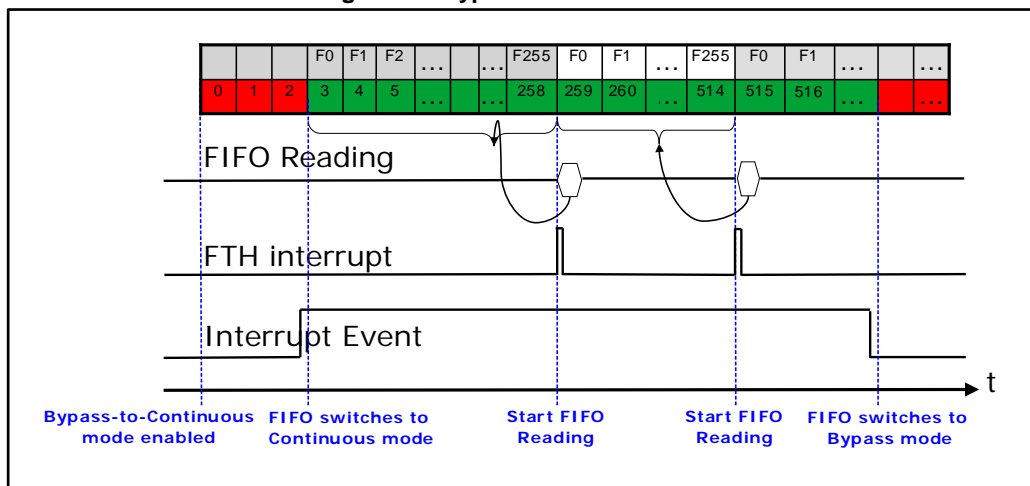 F0 F1 F2 ... ... F255 F0 F1 ... F255 F0 F1 ... ...
0 1 2 3 4 5 ... ... 258 259 260 ... 514 515 516 ... ...
FIFO Reading
FTH interrupt
Interrupt Event
t
Bypass-to-Continuous
mode enabled
FIFO switches to
Continuous mode
Start FIFO
Reading
Start FIFO
Reading
FIFO switches to
Bypass mode